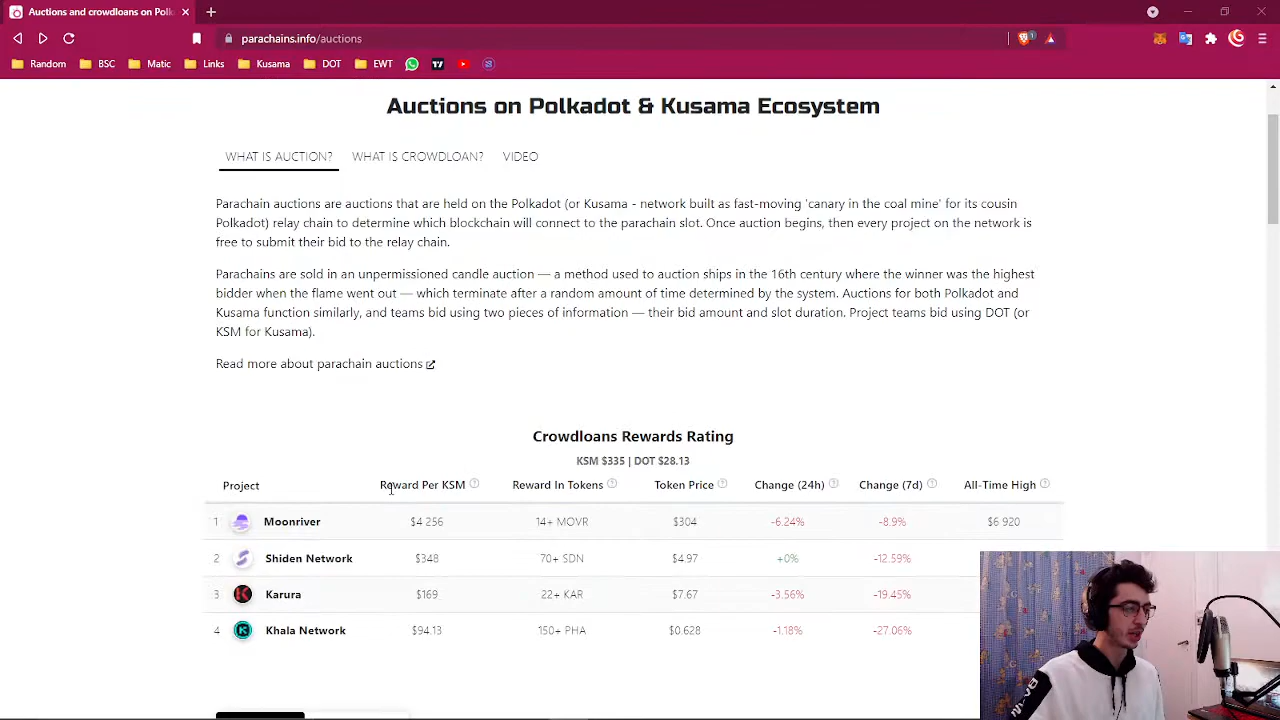 Auctions and crowdloans on Polk
parachains.info/auctions
Random BSC Matic Links Kusama DOT EWT
Auctions on Polkadot & Kusama Ecosystem
WHAT IS AUCTION? WHAT IS CROWDLOAN? VIDEO
Parachain auctions are auctions that are held on the Polkadot (or Kusama - network built as fast-moving 'canary in the coal mine' for its cousin
Polkadot) relay chain to determine which blockchain will connect to the parachain slot. Once auction begins, then every project on the network is
free to submit their bid to the relay chain.
Parachains are sold in an unpermissioned candle auction — a method used to auction ships in the 16th century where the winner was the highest
bidder when the flame went out — which terminate after a random amount of time determined by the system. Auctions for both Polkadot and
Kusama function similarly, and teams bid using two pieces of information — their bid amount and slot duration. Project teams bid using DOT (or
KSM for Kusama).
Read more about parachain auctions
Crowdloans Rewards Rating
KSM $335 | DOT $28.13
Project Reward Per KSM Reward In Tokens Token Price Change (24h) Change (7d) All-Time High
1 Moonriver $4 256 14+ MOVR $304 -6.24% -8.9% $6 920
2 Shiden Network $348 70+ SDN $4.97 +0% -12.59%
3 Karura $169 22+ KAR $7.67 -3.56% -19.45%
4 Khala Network $94.13 150+ PHA $0.628 -1.18% -27.06%